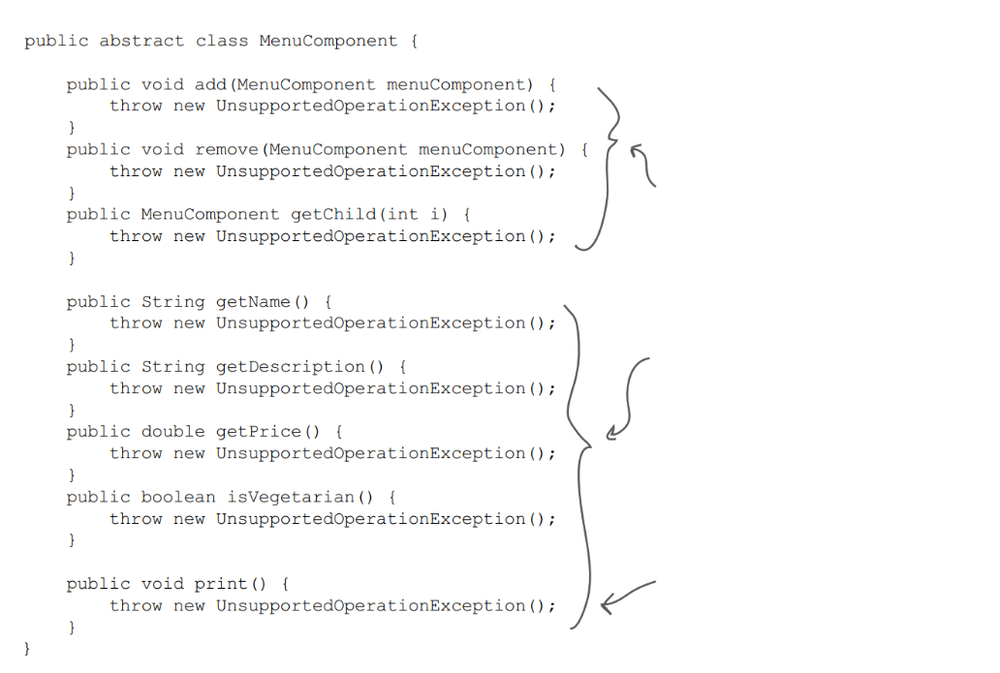 public abstract class MenuComponent {
public void add(MenuComponent menuComponent) {
throw new UnsupportedOperationException();
}
public void remove(MenuComponent menuComponent) {
throw new UnsupportedOperationException();
}
public MenuComponent getChild(int i) {
throw new UnsupportedOperationException();
}
public String getName() {
throw new UnsupportedOperationException();
}
public String getDescription() {
throw new UnsupportedOperationException();
}
public double getPrice() {
throw new UnsupportedOperationException();
}
public boolean isVegetarian() {
throw new UnsupportedOperationException();
}
public void print() {
throw new UnsupportedOperationException();
}
}